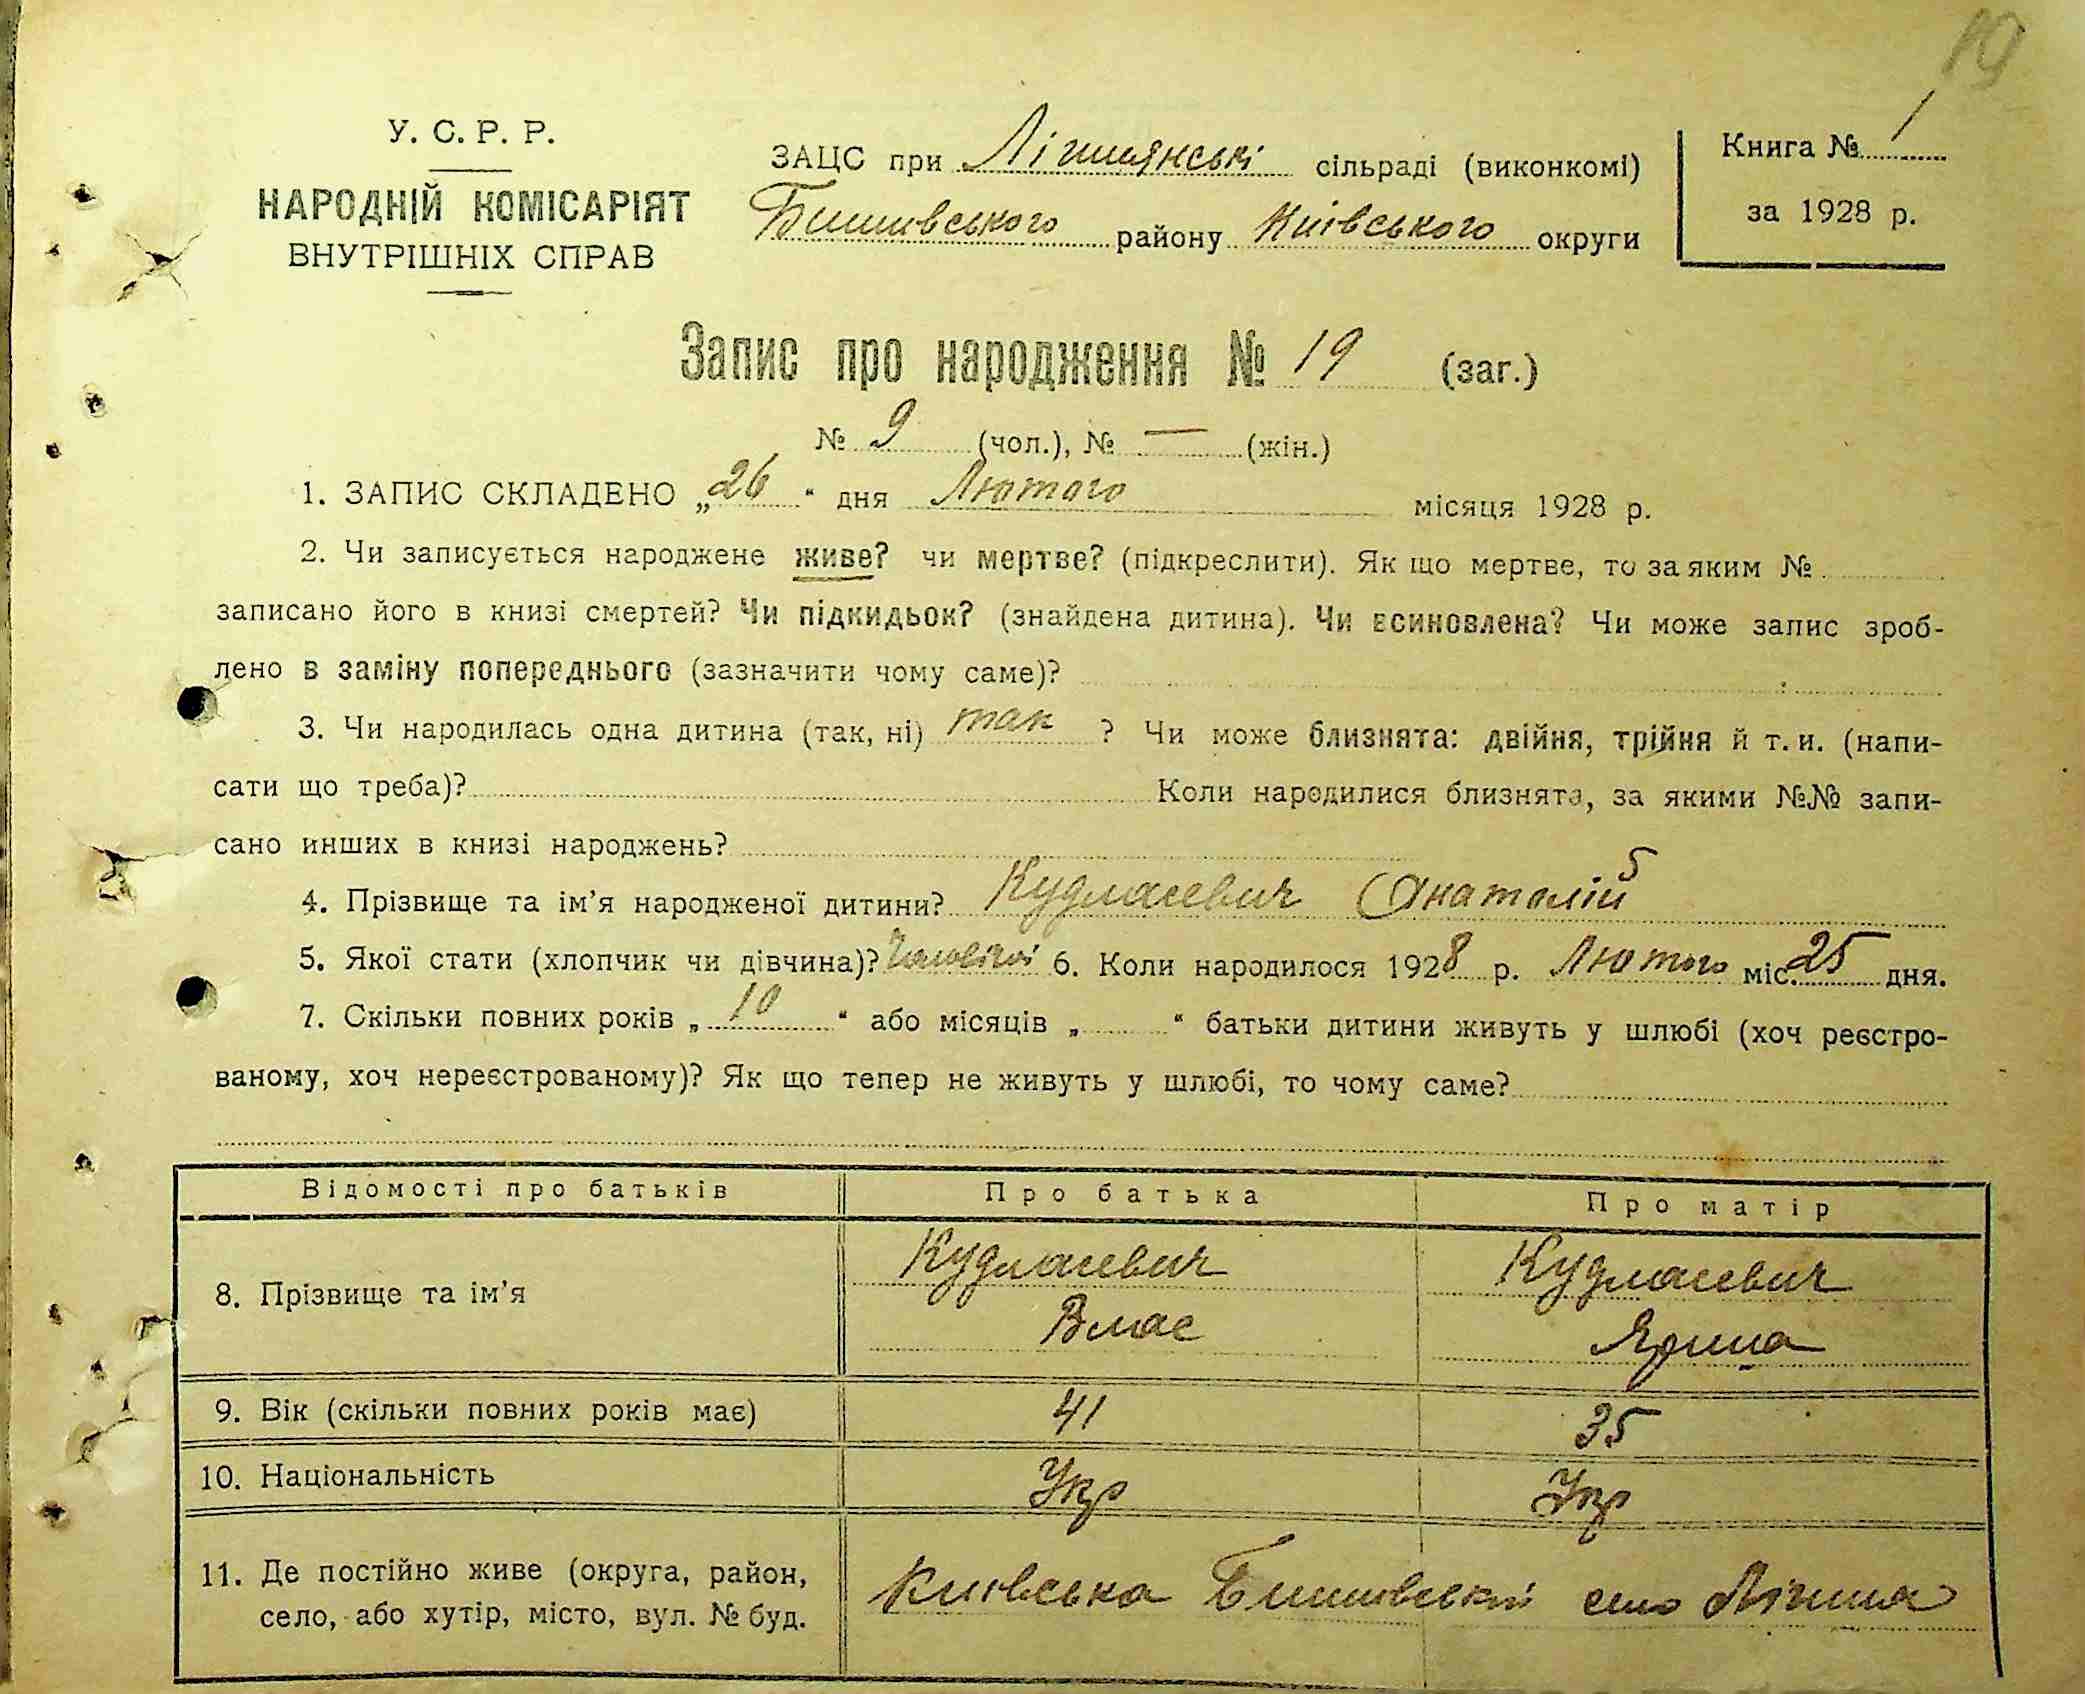 19
У. С. Р. Р.
НАРОДНІЙ КОМІСАРІЯТ
ВНУТРІШНІХ СПРАВ
ЗАЦС при сільраді (виконкомі)
Бишівського району Київського округи
Книга № 1
за 1928 р.
Запис про народження № 19 (заг.)
№ 9 (чол.), № — (жін.)
1. ЗАПИС СКЛАДЕНО „26“ дня Лютого місяця 1928 р.
2. Чи записується народжене живе? чи мертве? (підкреслити). Як що мертве, то за яким №
записано його в книзі смертей? Чи підкидьок? (знайдена дитина). Чи всиновлена? Чи може запис зроб-
лено в заміну попереднього (зазначити чому саме)?
3. Чи народилась одна дитина (так, ні) так ? Чи може близнята: двійня, трійня й т. и. (напи-
сати що треба)? Коли народилися близнята, за якими №№ запи-
сано инших в книзі народжень?
4. Прізвище та ім'я народженої дитини? Кудласевич Анатолій
5. Якої стати (хлопчик чи дівчина)? 6. Коли народилося 1928 р. Лютого міс. 25 дня.
7. Скільки повних років „10“ або місяців „ “ батьки дитини живуть у шлюбі (хоч реєстро-
ваному, хоч нереєстрованому)? Як що тепер не живуть у шлюбі, то чому саме?
Відомості про батьків Про батька Про матір
8. Прізвище та ім'я Кудласевич Влас Кудласевич Ярина
9. Вік (скільки повних років має) 41 35
10. Національність Укр Укр
11. Де постійно живе (округа, район,
село, або хутір, місто, вул. № буд. Київська Бишівський село